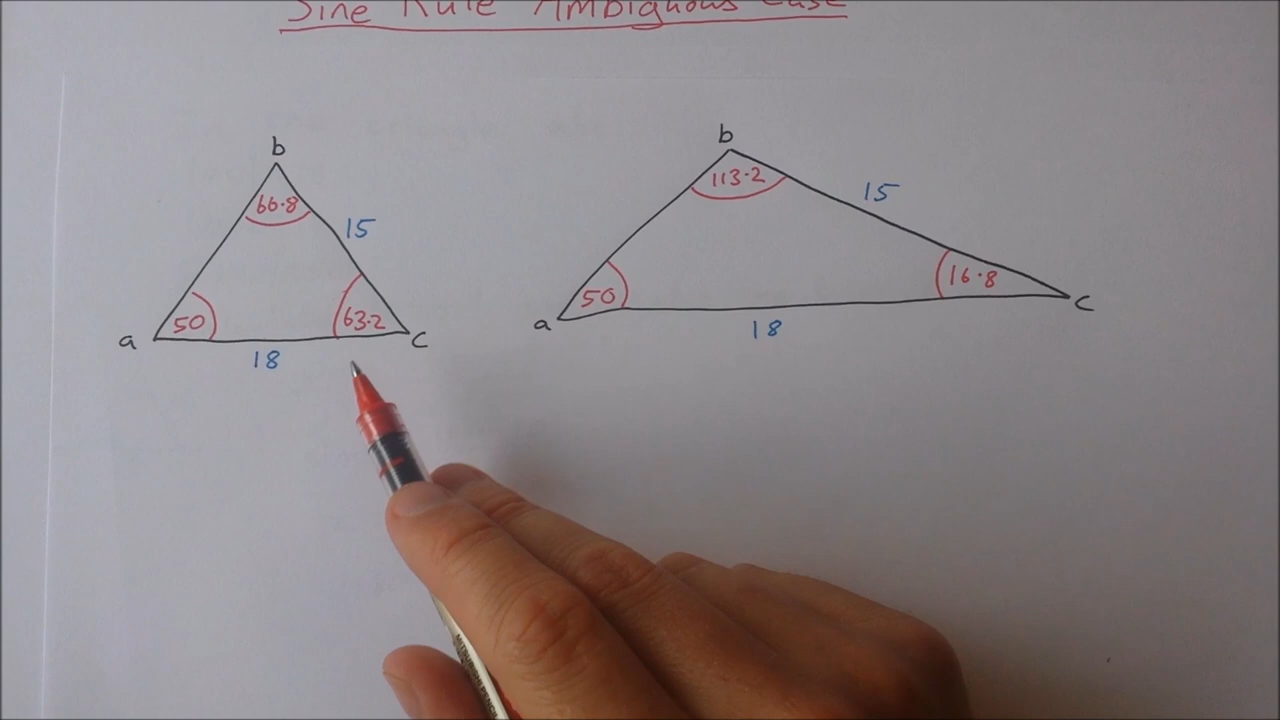 Sine Rule Ambiguous Case
b
66.8
15
50
63.2
a
c
18
b
113.2
15
50
16.8
a
c
18